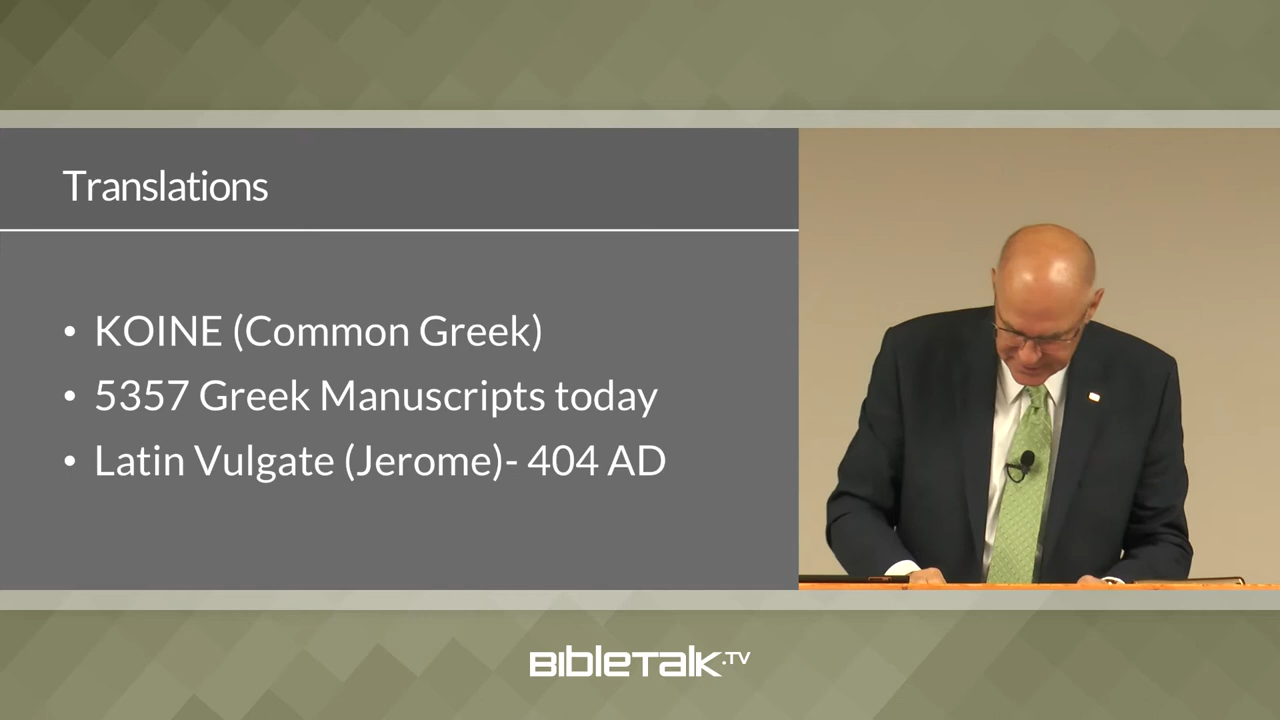 Translations
• KOINE (Common Greek)
• 5357 Greek Manuscripts today
• Latin Vulgate (Jerome)- 404 AD
BIBLETALK.TV